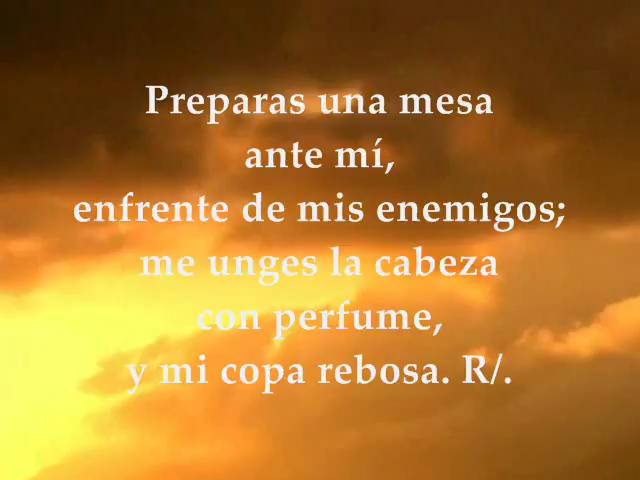 Preparas una mesa
ante mí,
enfrente de mis enemigos;
me unges la cabeza
con perfume,
y mi copa rebosa. R/.